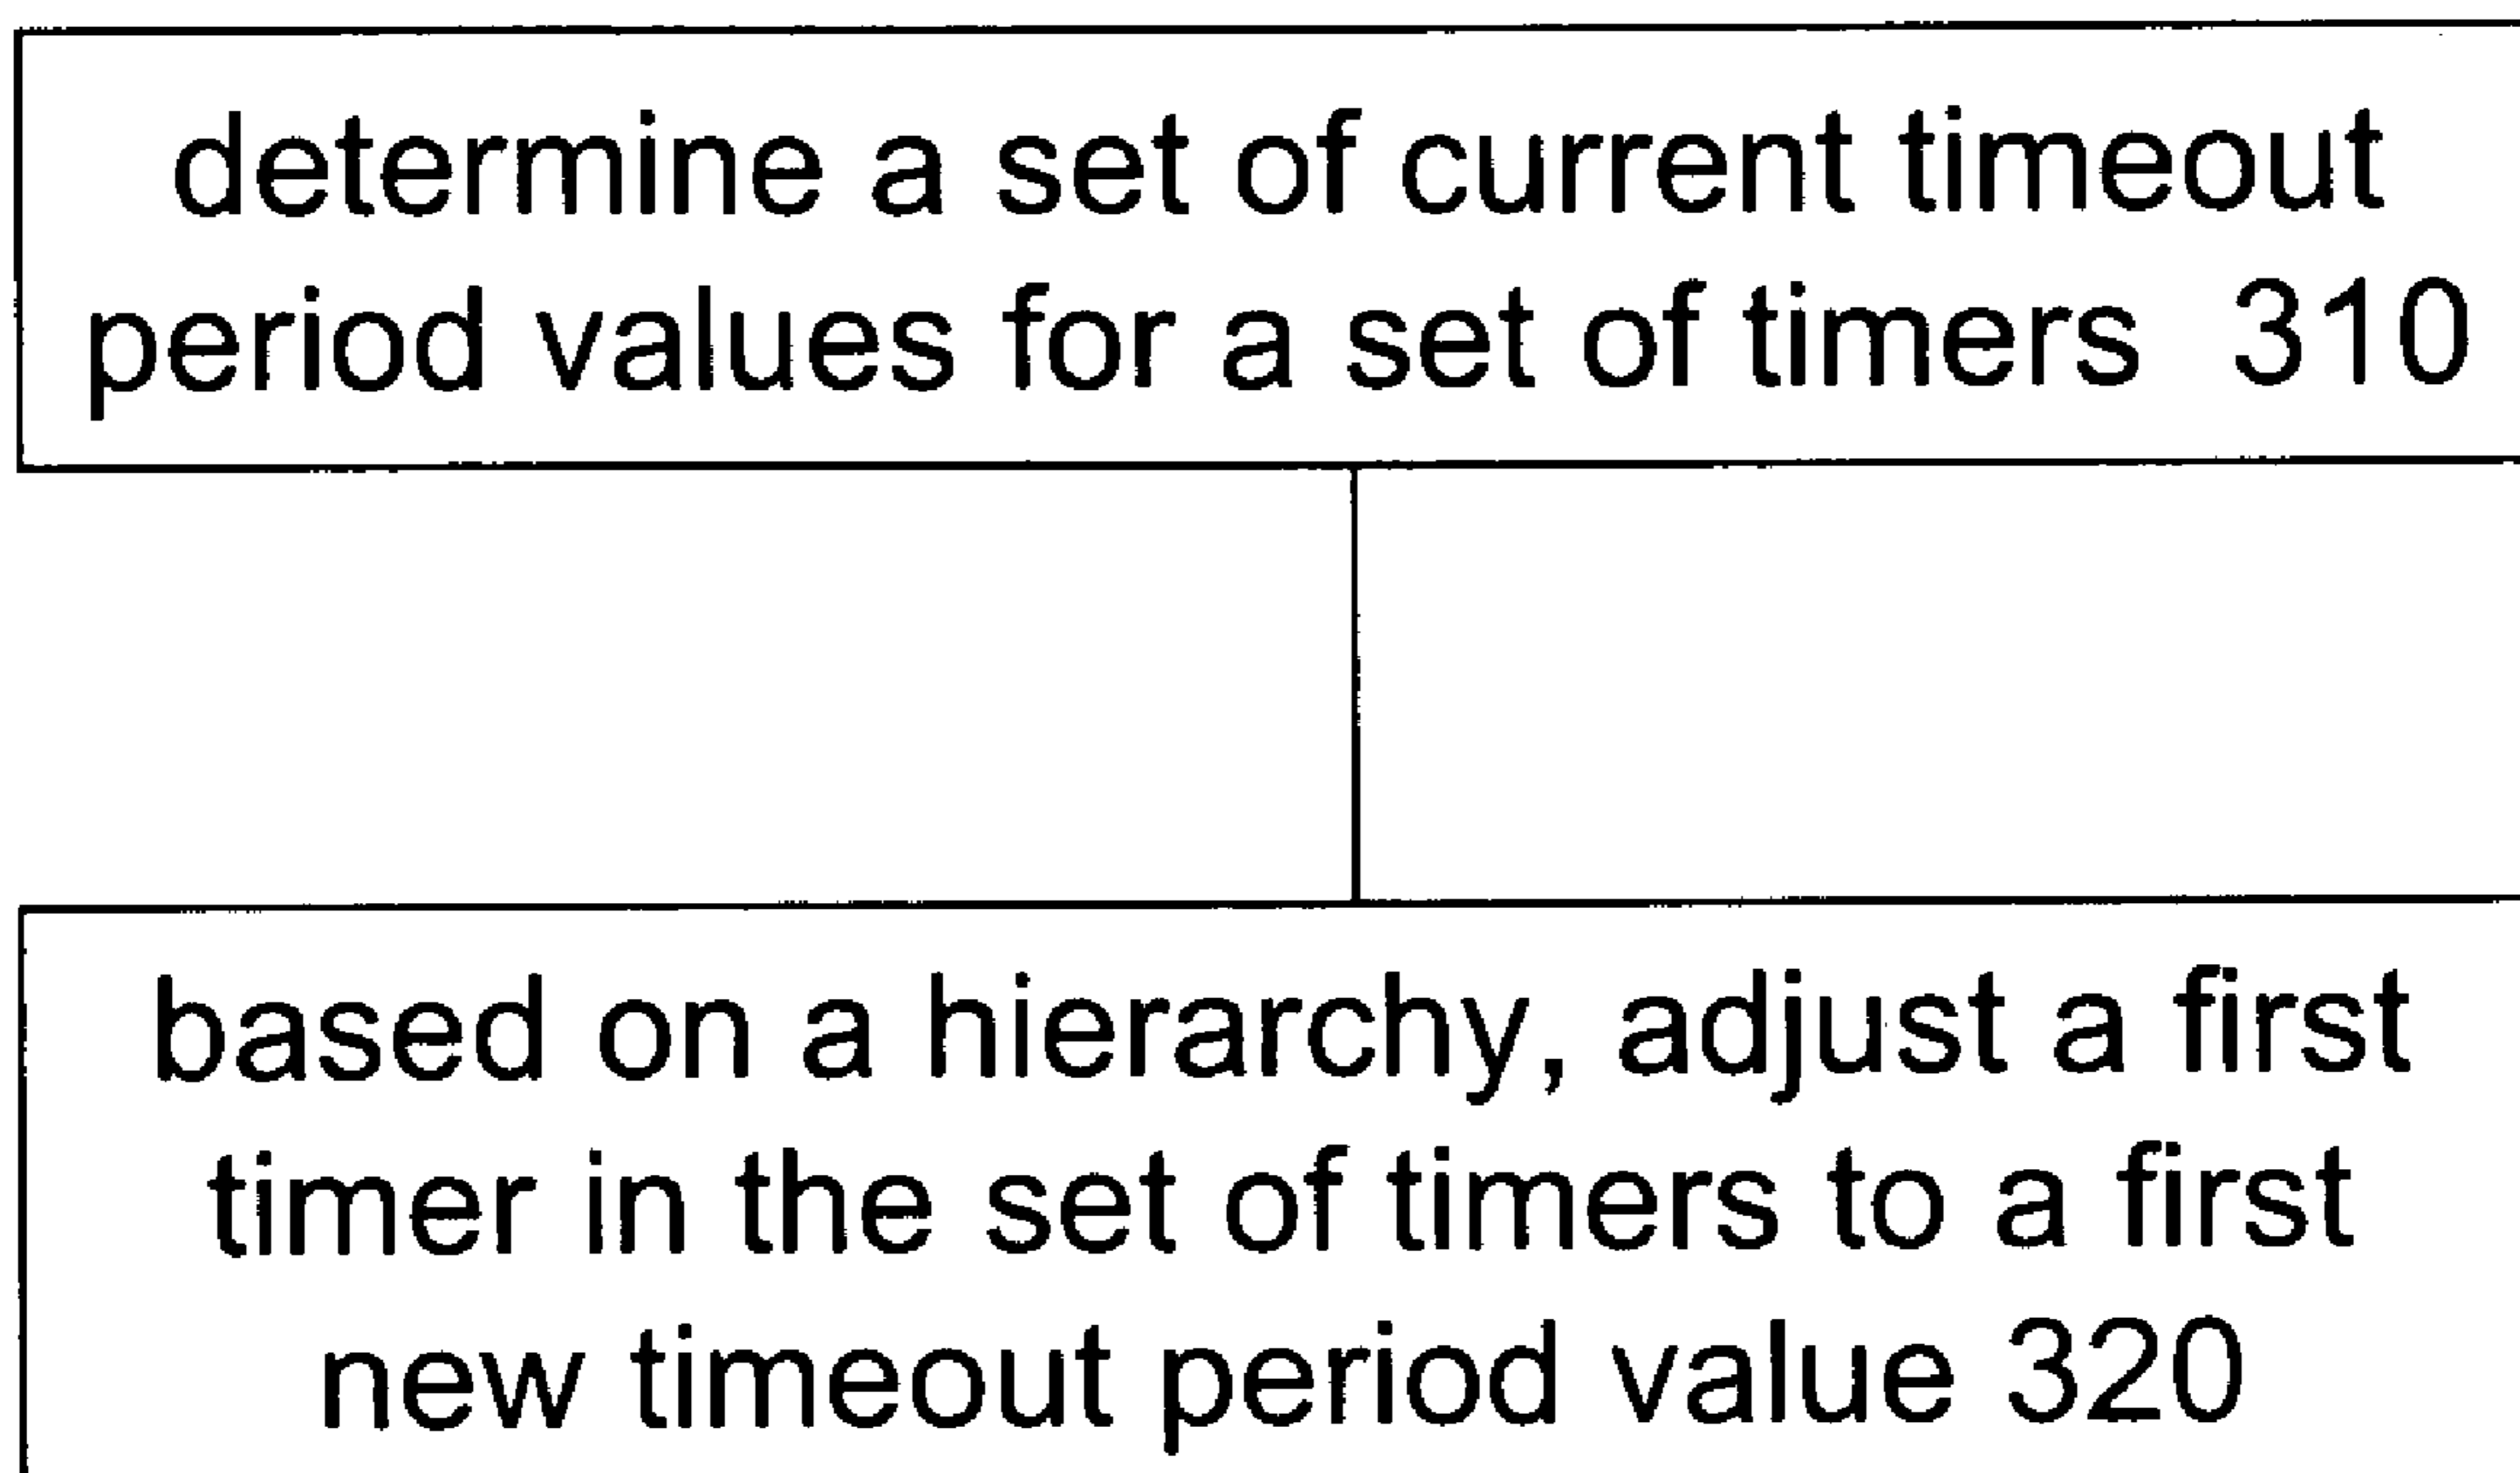 determine a set of current timeout
period values for a set of timers 310
based on a hierarchy, adjust a first
timer in the set of timers to a first
new timeout period value 320